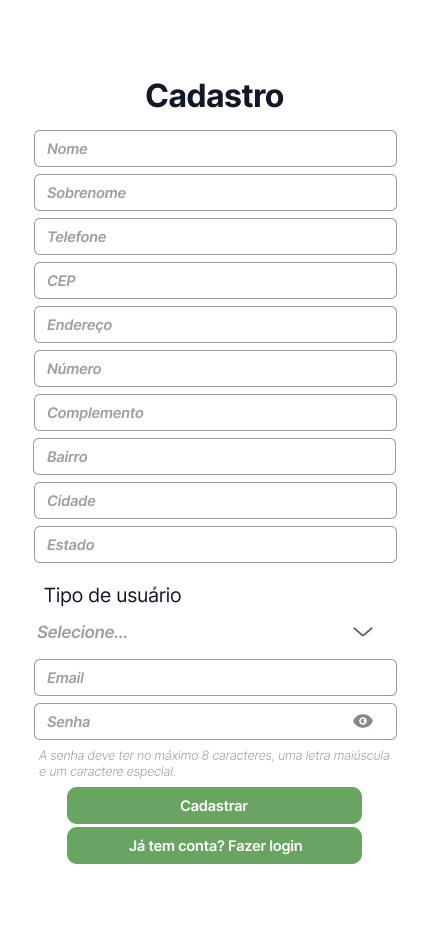 Cadastro
Nome
Sobrenome
Telefone
CEP
Endereço
Número
Complemento
Bairro
Cidade
Estado
Tipo de usuário
Selecione...
Email
Senha
A senha deve ter no máximo 8 caracteres, uma letra maiúscula
e um caractere especial.
Cadastrar
Já tem conta? Fazer login